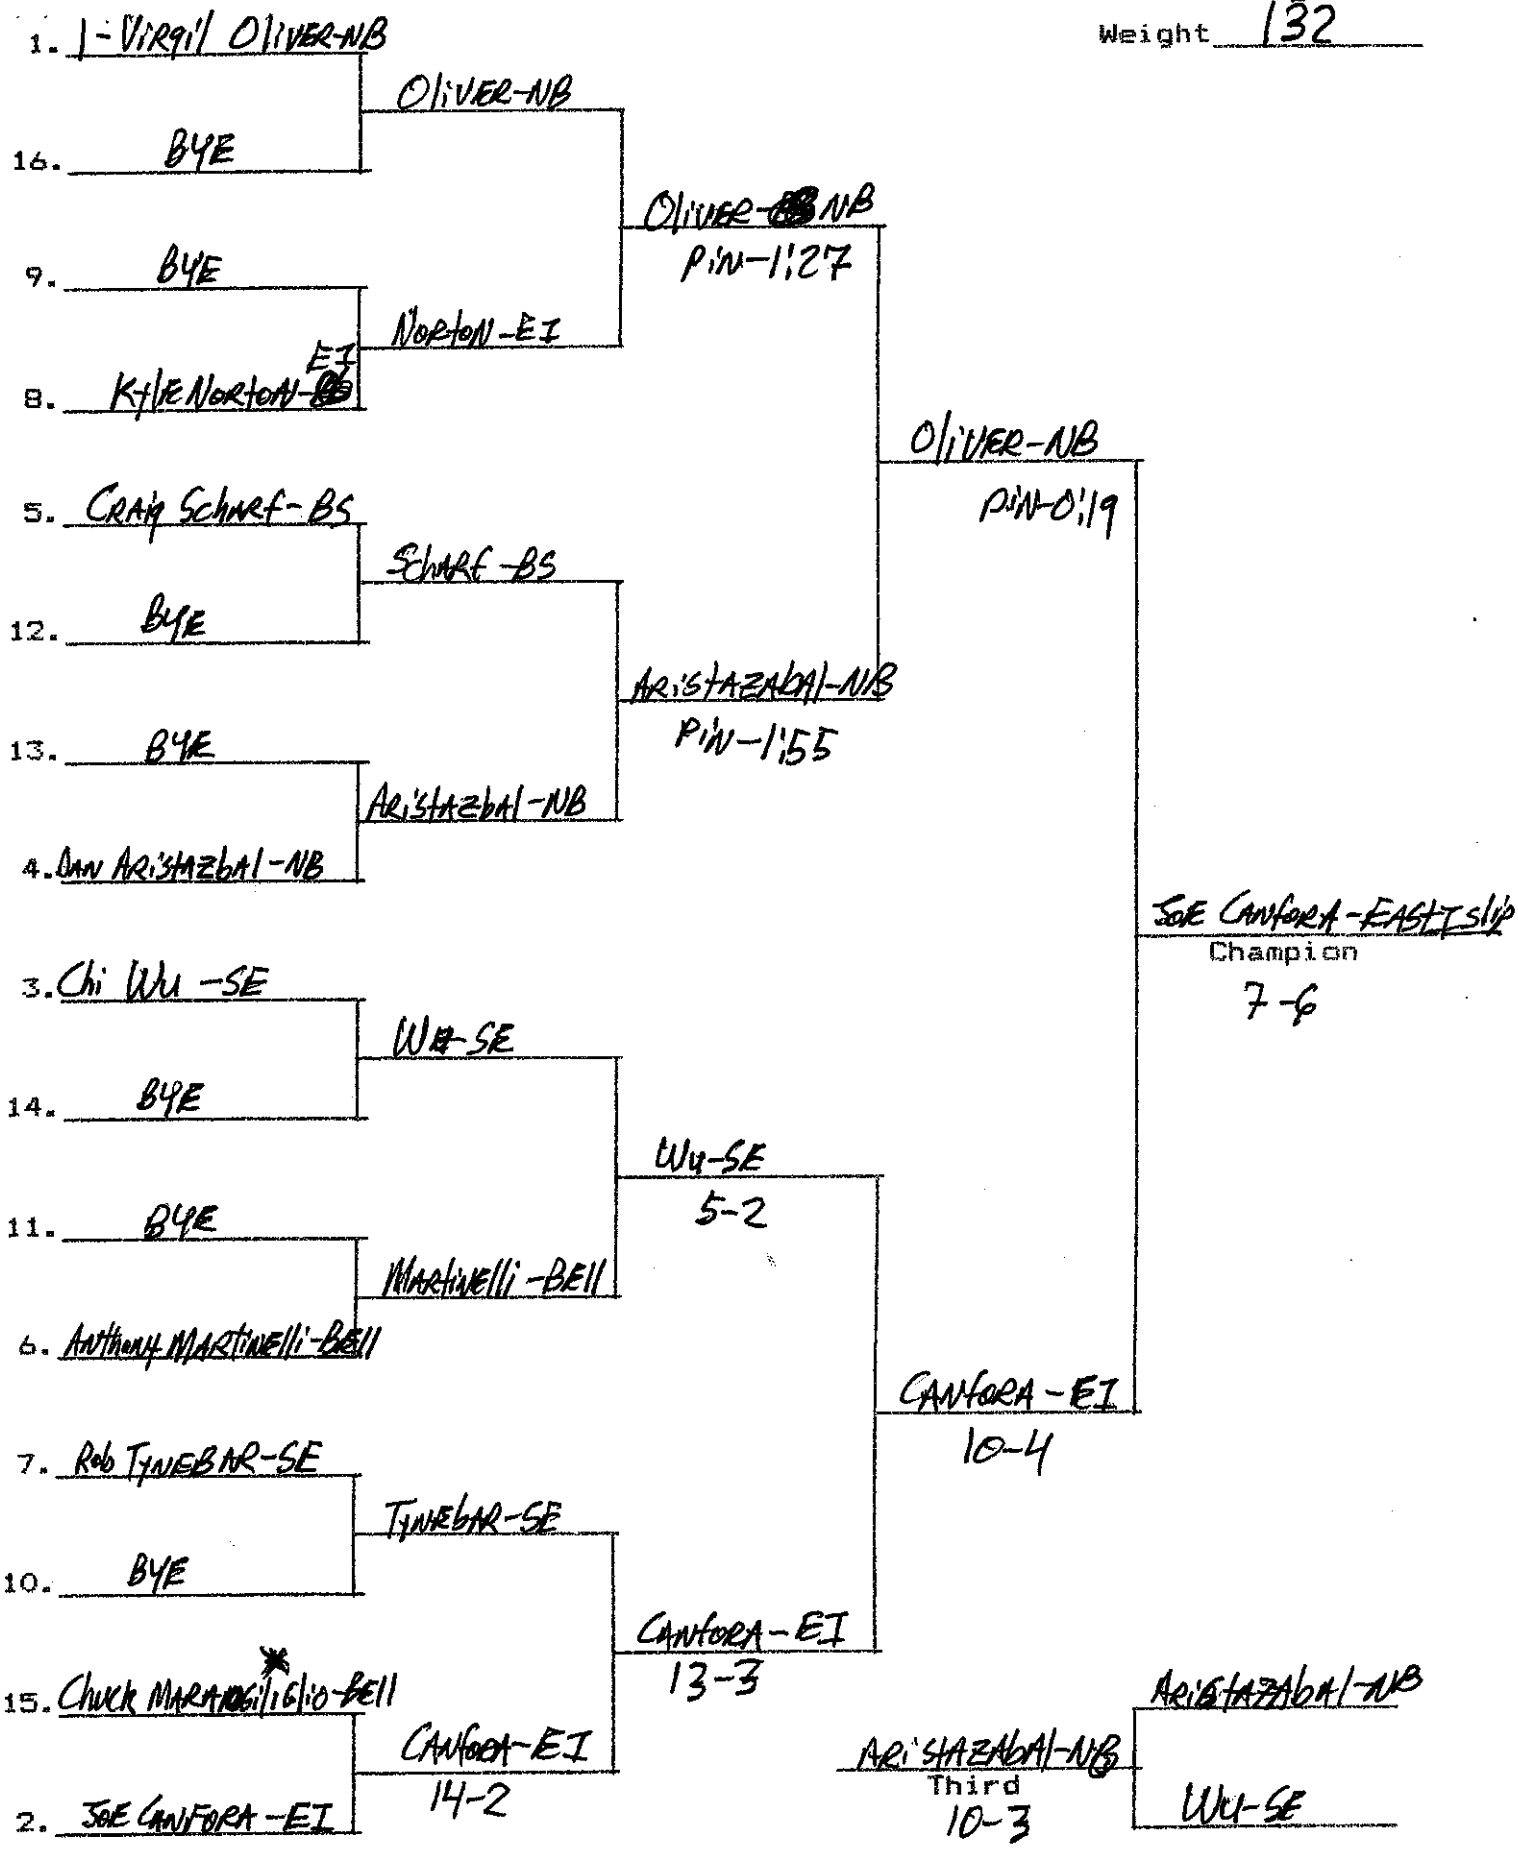 Weight 132
1. 1-Virgil Oliver-NB
Oliver-NB
16. BYE
Oliver- NB
Pin-1:27
9. BYE
Norton-EI
EI
8. Kyle Norton-
Oliver-NB
Pin-0:19
5. Craig Scharf-BS
Scharf-BS
12. BYE
Aristazabal-NB
Pin-1:55
13. BYE
Aristazbal-NB
4. Dan Aristazbal-NB
Joe Canfora-East Islip
Champion
7-6
3. Chi Wu-SE
Wu-SE
14. BYE
Wu-SE
5-2
11. BYE
Martinelli-Bell
6. Anthony Martinelli-Bell
Canfora-EI
10-4
7. Rob Tynebar-SE
Tynebar-SE
10. BYE
Canfora-EI
13-3
15. Chuck -Bell
Canfora-EI
14-2
2. Joe Canfora-EI
Aristazabal-NB
Aristazabal-NB
Third
10-3
Wu-SE